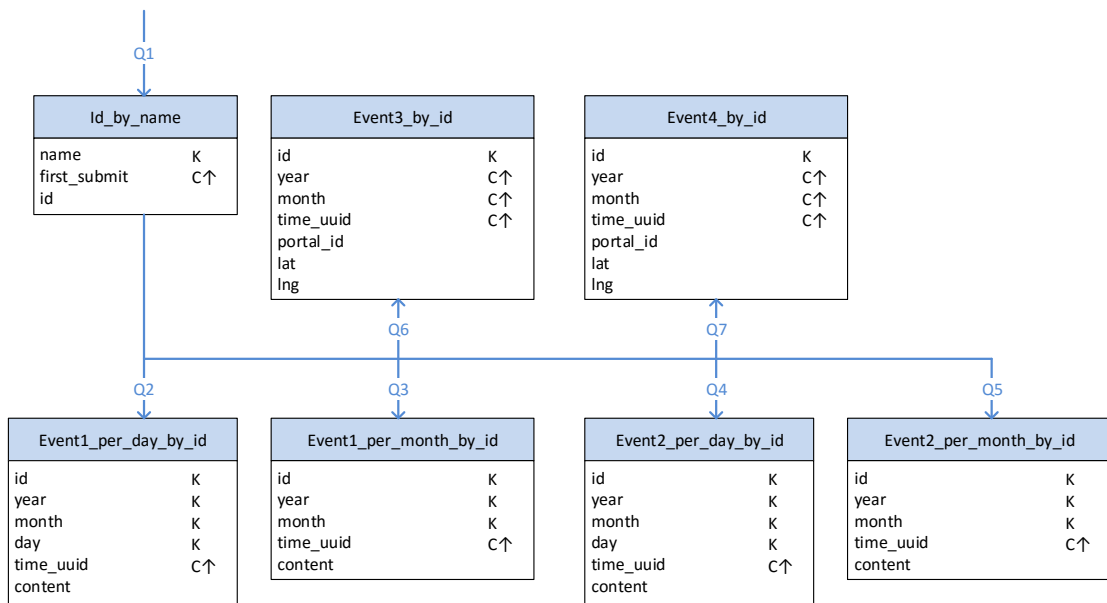 Q1
Id_by_name
name K
first_submit C↑
id
Event3_by_id
id K
year C↑
month C↑
time_uuid C↑
portal_id
lat
lng
Event4_by_id
id K
year C↑
month C↑
time_uuid C↑
portal_id
lat
lng
Q6
Q7
Q2
Q3
Q4
Q5
Event1_per_day_by_id
id K
year K
month K
day K
time_uuid C↑
content
Event1_per_month_by_id
id K
year K
month K
time_uuid C↑
content
Event2_per_day_by_id
id K
year K
month K
day K
time_uuid C↑
content
Event2_per_month_by_id
id K
year K
month K
time_uuid C↑
content